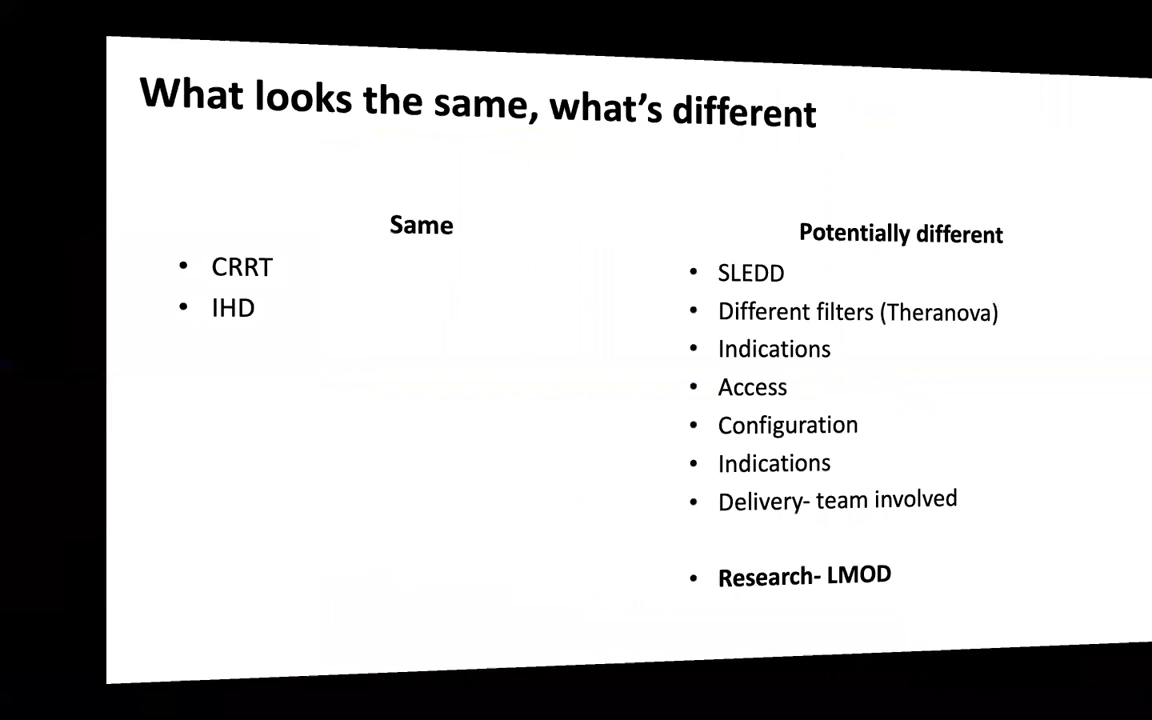 What looks the same, what's different
Same
• CRRT
• IHD
Potentially different
• SLEDD
• Different filters (Theranova)
• Indications
• Access
• Configuration
• Indications
• Delivery- team involved
• Research- LMOD